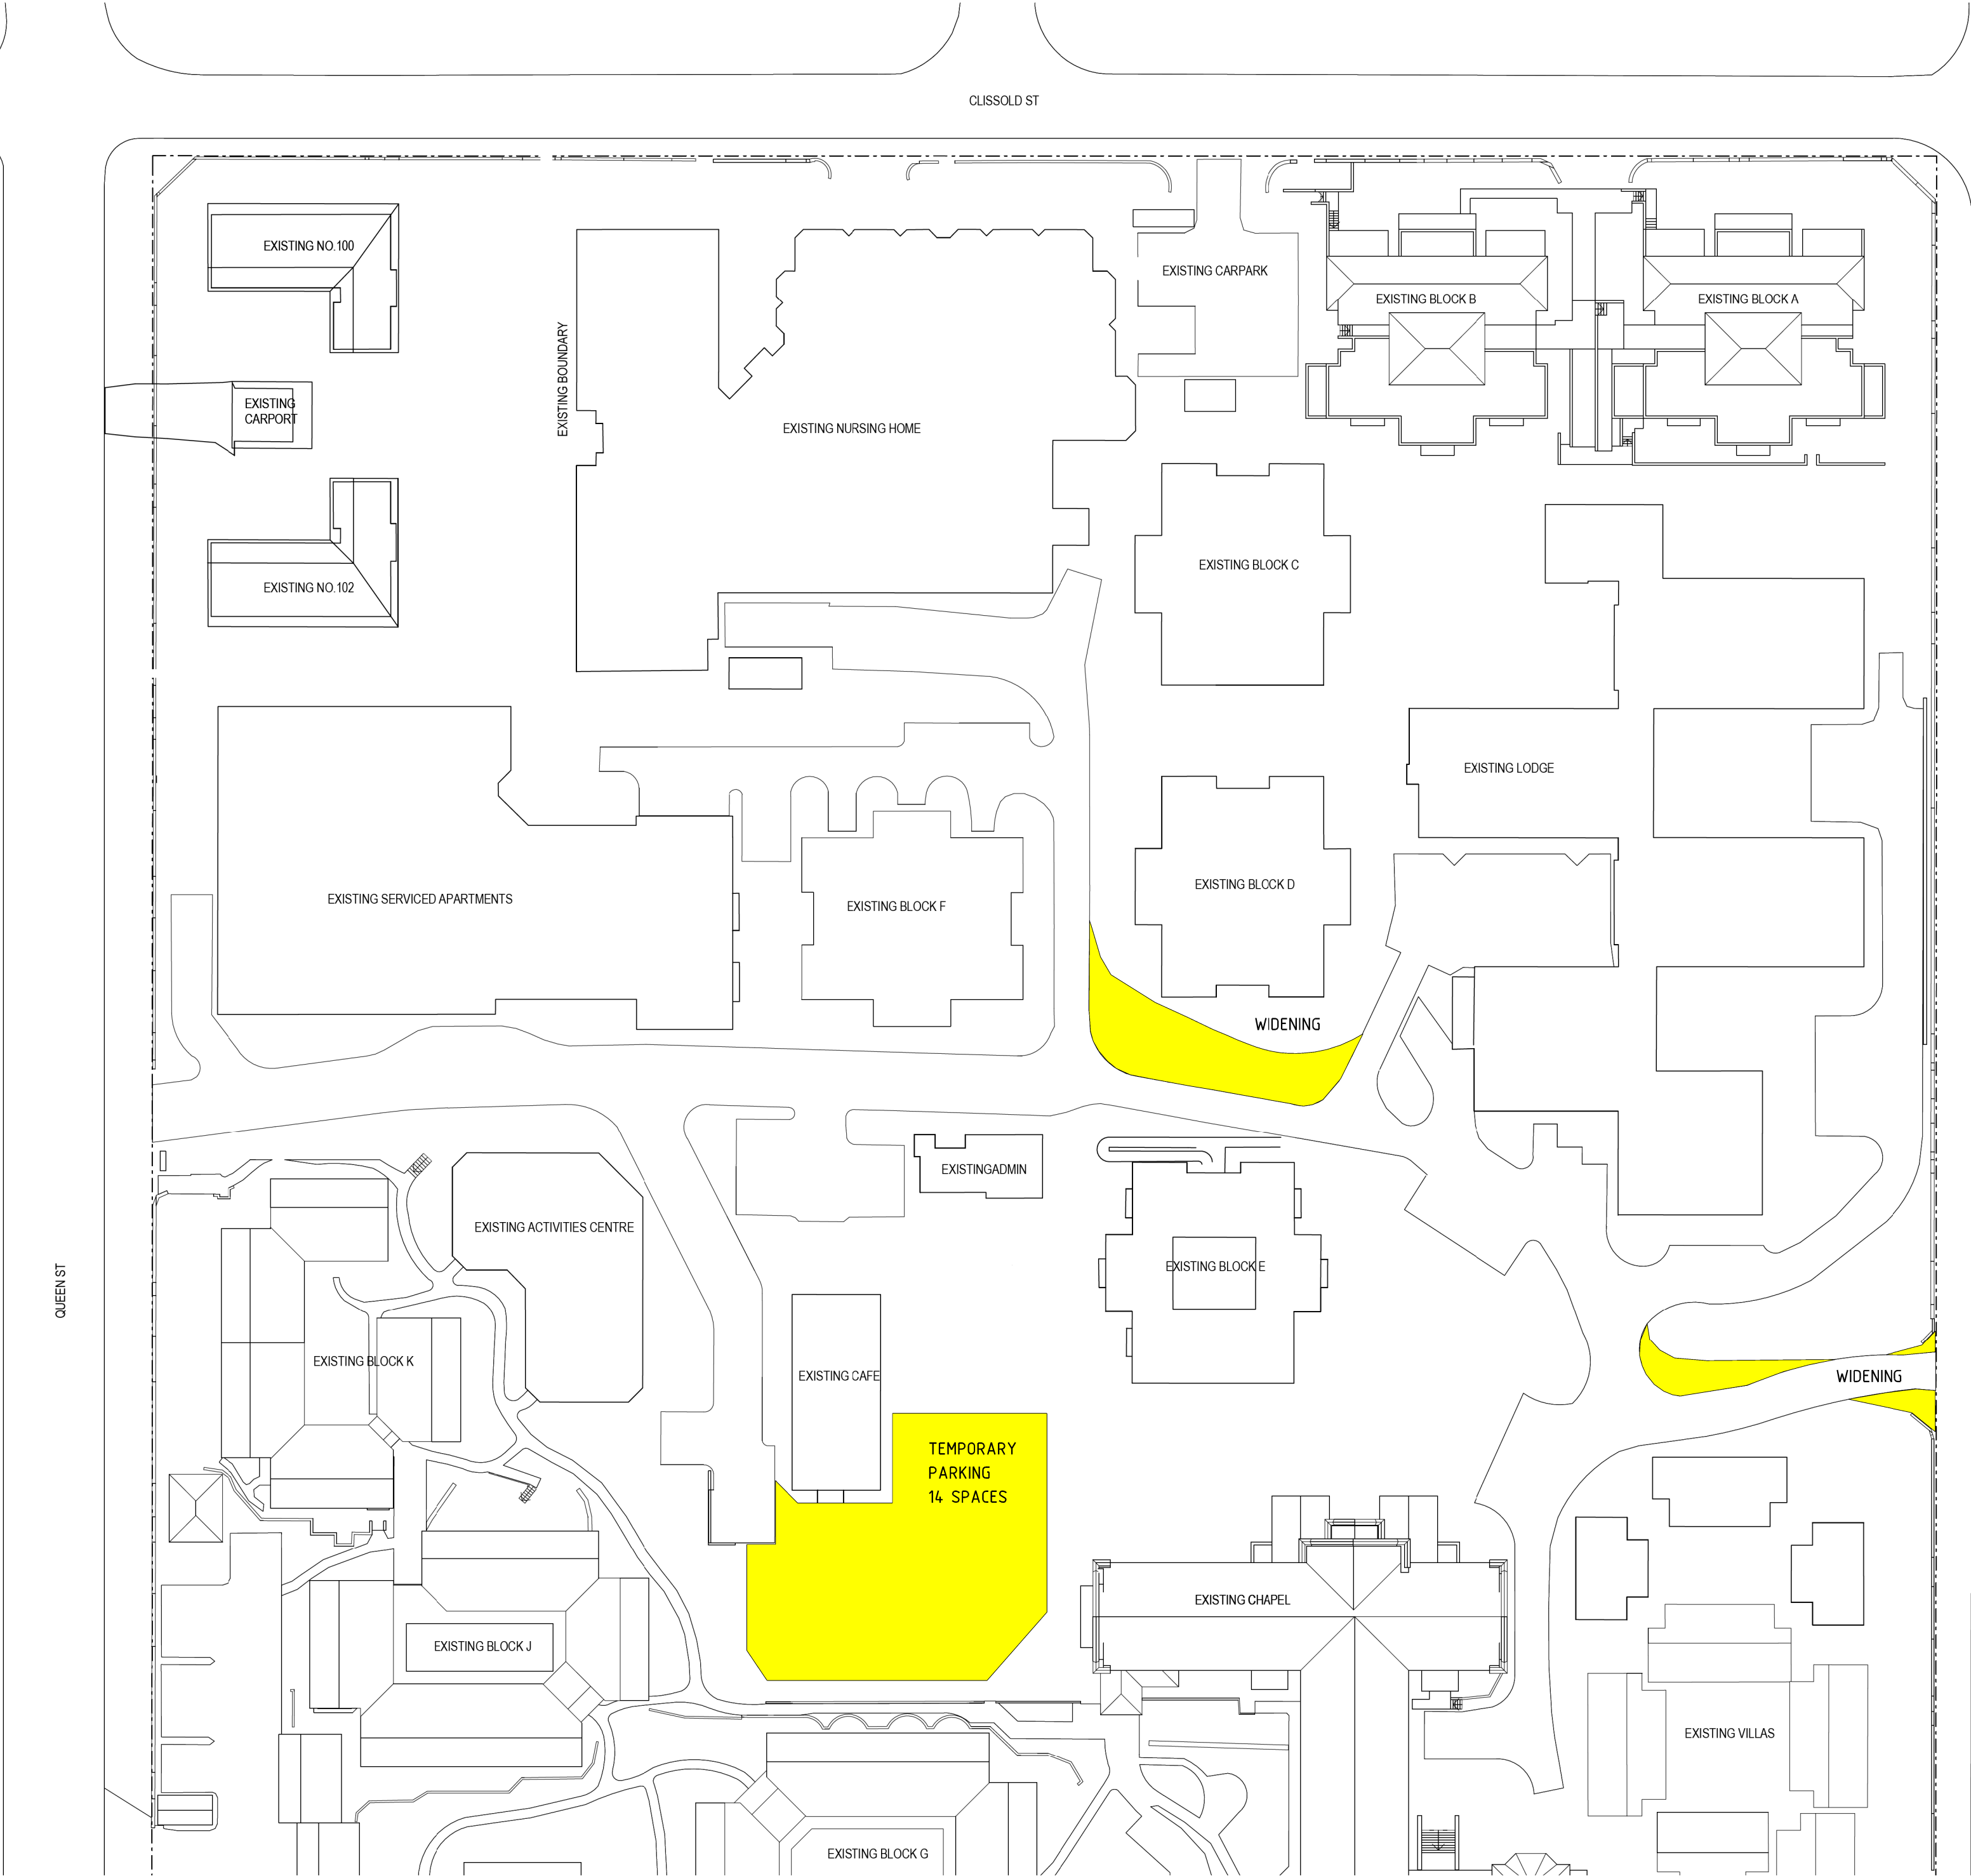 CLISSOLD ST
EXISTING NO.100
EXISTING CARPARK
EXISTING BLOCK B
EXISTING BLOCK A
EXISTING BOUNDARY
EXISTING
CARPORT
EXISTING NURSING HOME
EXISTING BLOCK C
EXISTING NO.102
EXISTING LODGE
EXISTING SERVICED APARTMENTS
EXISTING BLOCK F
EXISTING BLOCK D
WIDENING
EXISTINGADMIN
EXISTING ACTIVITIES CENTRE
EXISTING BLOCK E
QUEEN ST
EXISTING BLOCK K
EXISTING CAFE
WIDENING
TEMPORARY
PARKING
14 SPACES
EXISTING CHAPEL
EXISTING BLOCK J
EXISTING VILLAS
EXISTING BLOCK G